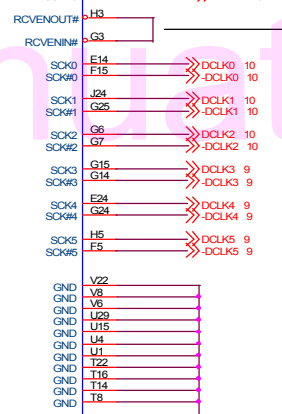 RCVENOUT# H3
RCVENIN# G3
SCK0 E14 DCLK0 10
SCK#0 F15 -DCLK0 10
SCK1 J24 DCLK1 10
SCK#1 G25 -DCLK1 10
SCK2 G6 DCLK2 10
SCK#2 G7 -DCLK2 10
SCK3 G15 DCLK3 9
SCK#3 G14 -DCLK3 9
SCK4 E24 DCLK4 9
SCK#4 G24 -DCLK4 9
SCK5 H5 DCLK5 9
SCK#5 F5 -DCLK5 9
GND V22
GND V8
GND V6
GND U29
GND U15
GND U4
GND U1
GND T22
GND T16
GND T14
GND T8